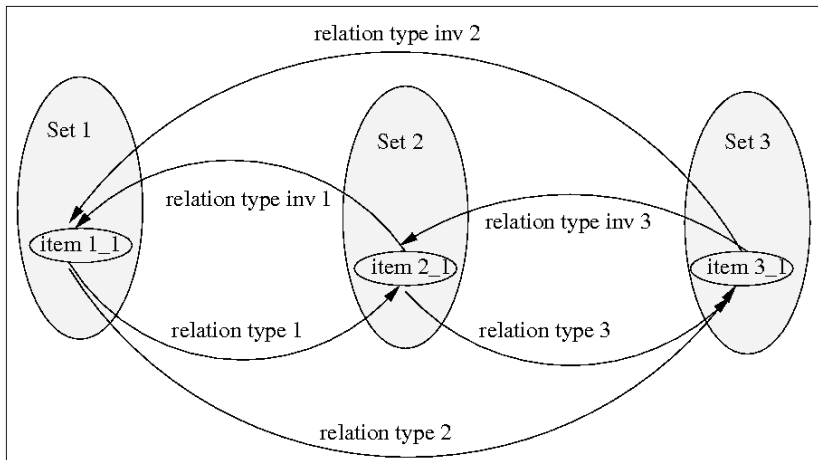 relation type inv 2
Set 1
Set 2
Set 3
relation type inv 1
relation type inv 3
item 1_1
item 2_1
item 3_1
relation type 1
relation type 3
relation type 2